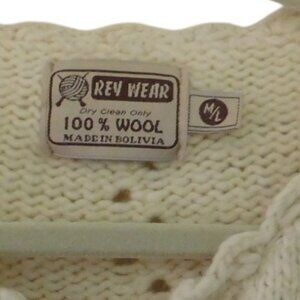 REV WEAR
Dry Clean Only
100% WOOL
MADE IN BOLIVIA
M/L